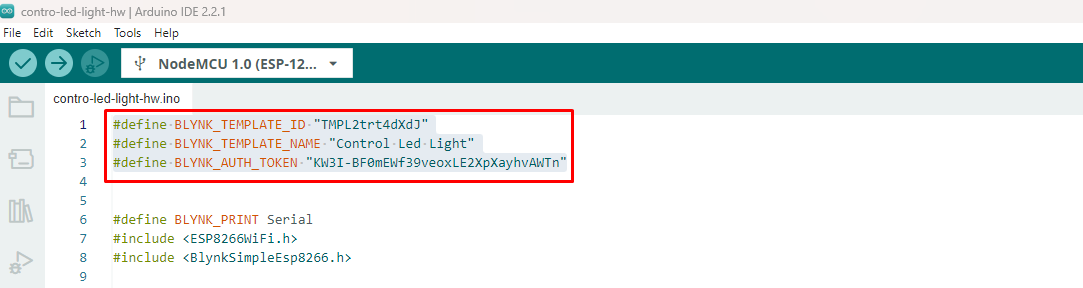 contro-led-light-hw | Arduino IDE 2.2.1
File Edit Sketch Tools Help
NodeMCU 1.0 (ESP-12...
contro-led-light-hw.ino
1 #define BLYNK_TEMPLATE_ID "TMPL2trt4dXdJ"
2 #define BLYNK_TEMPLATE_NAME "Control Led Light"
3 #define BLYNK_AUTH_TOKEN "KW3I-BF0mEWf39veoxLE2XpXayhvAWTn"
4
5
6 #define BLYNK_PRINT Serial
7 #include <ESP8266WiFi.h>
8 #include <BlynkSimpleEsp8266.h>
9